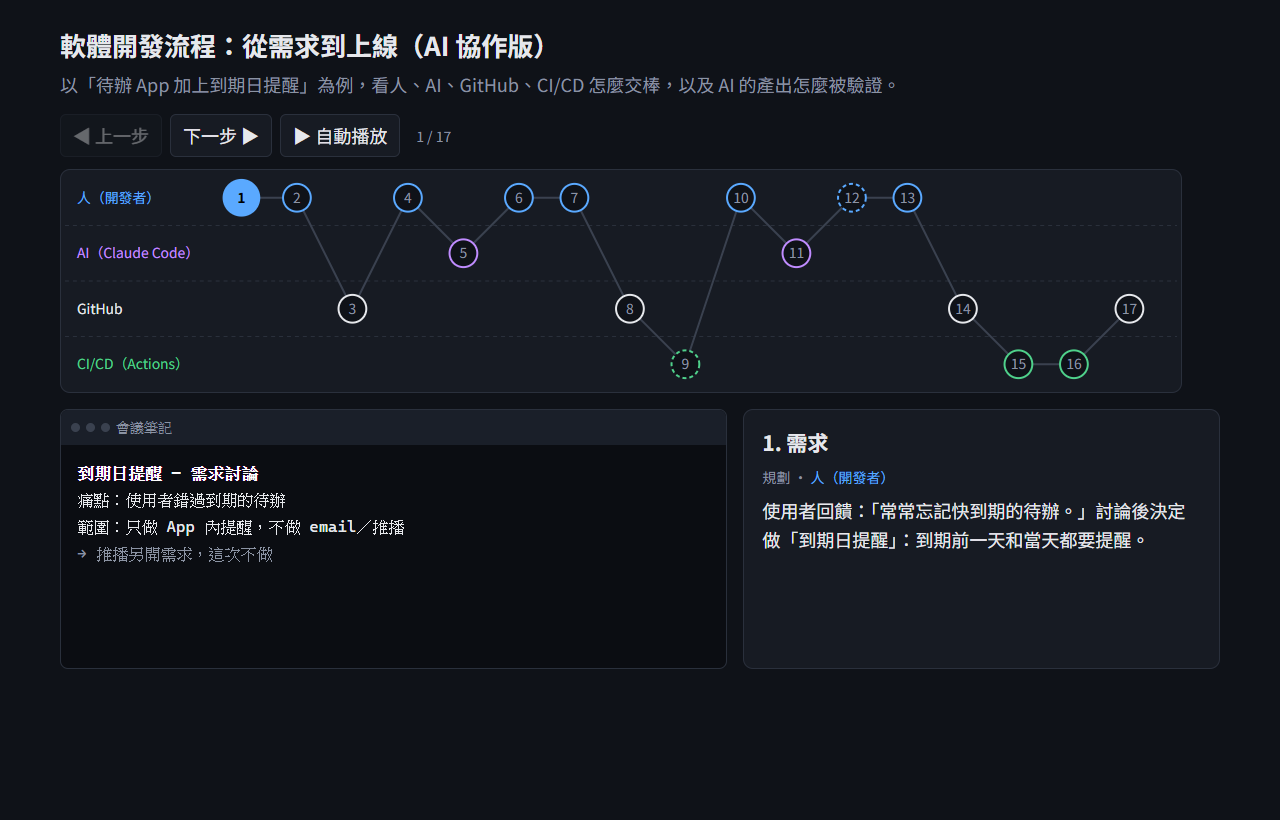 軟體開發流程：從需求到上線（AI 協作版）
以「待辦 App 加上到期日提醒」為例，看人、AI、GitHub、CI/CD 怎麼交棒，以及 AI 的產出怎麼被驗證。
◀ 上一步 下一步 ▶ ▶ 自動播放 1 / 17
人（開發者） 1 2 4 6 7 10 12 13
AI（Claude Code） 5 11
GitHub 3 8 14 17
CI/CD（Actions） 9 15 16
會議筆記
到期日提醒 — 需求討論
痛點：使用者錯過到期的待辦
範圍：只做 App 內提醒，不做 email／推播
→ 推播另開需求，這次不做
1. 需求
規劃 · 人（開發者）
使用者回饋：「常常忘記快到期的待辦。」討論後決定
做「到期日提醒」：到期前一天和當天都要提醒。